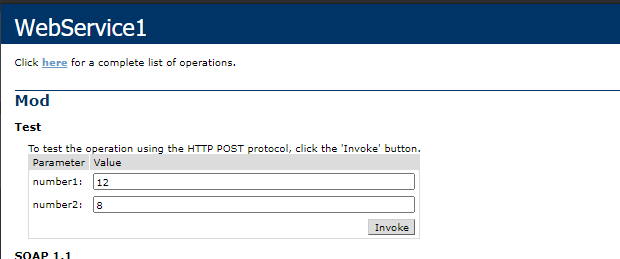 WebService1
Click here for a complete list of operations.
Mod
Test
To test the operation using the HTTP POST protocol, click the 'Invoke' button.
Parameter Value
number1: 12
number2: 8
Invoke
SOAP 1.1